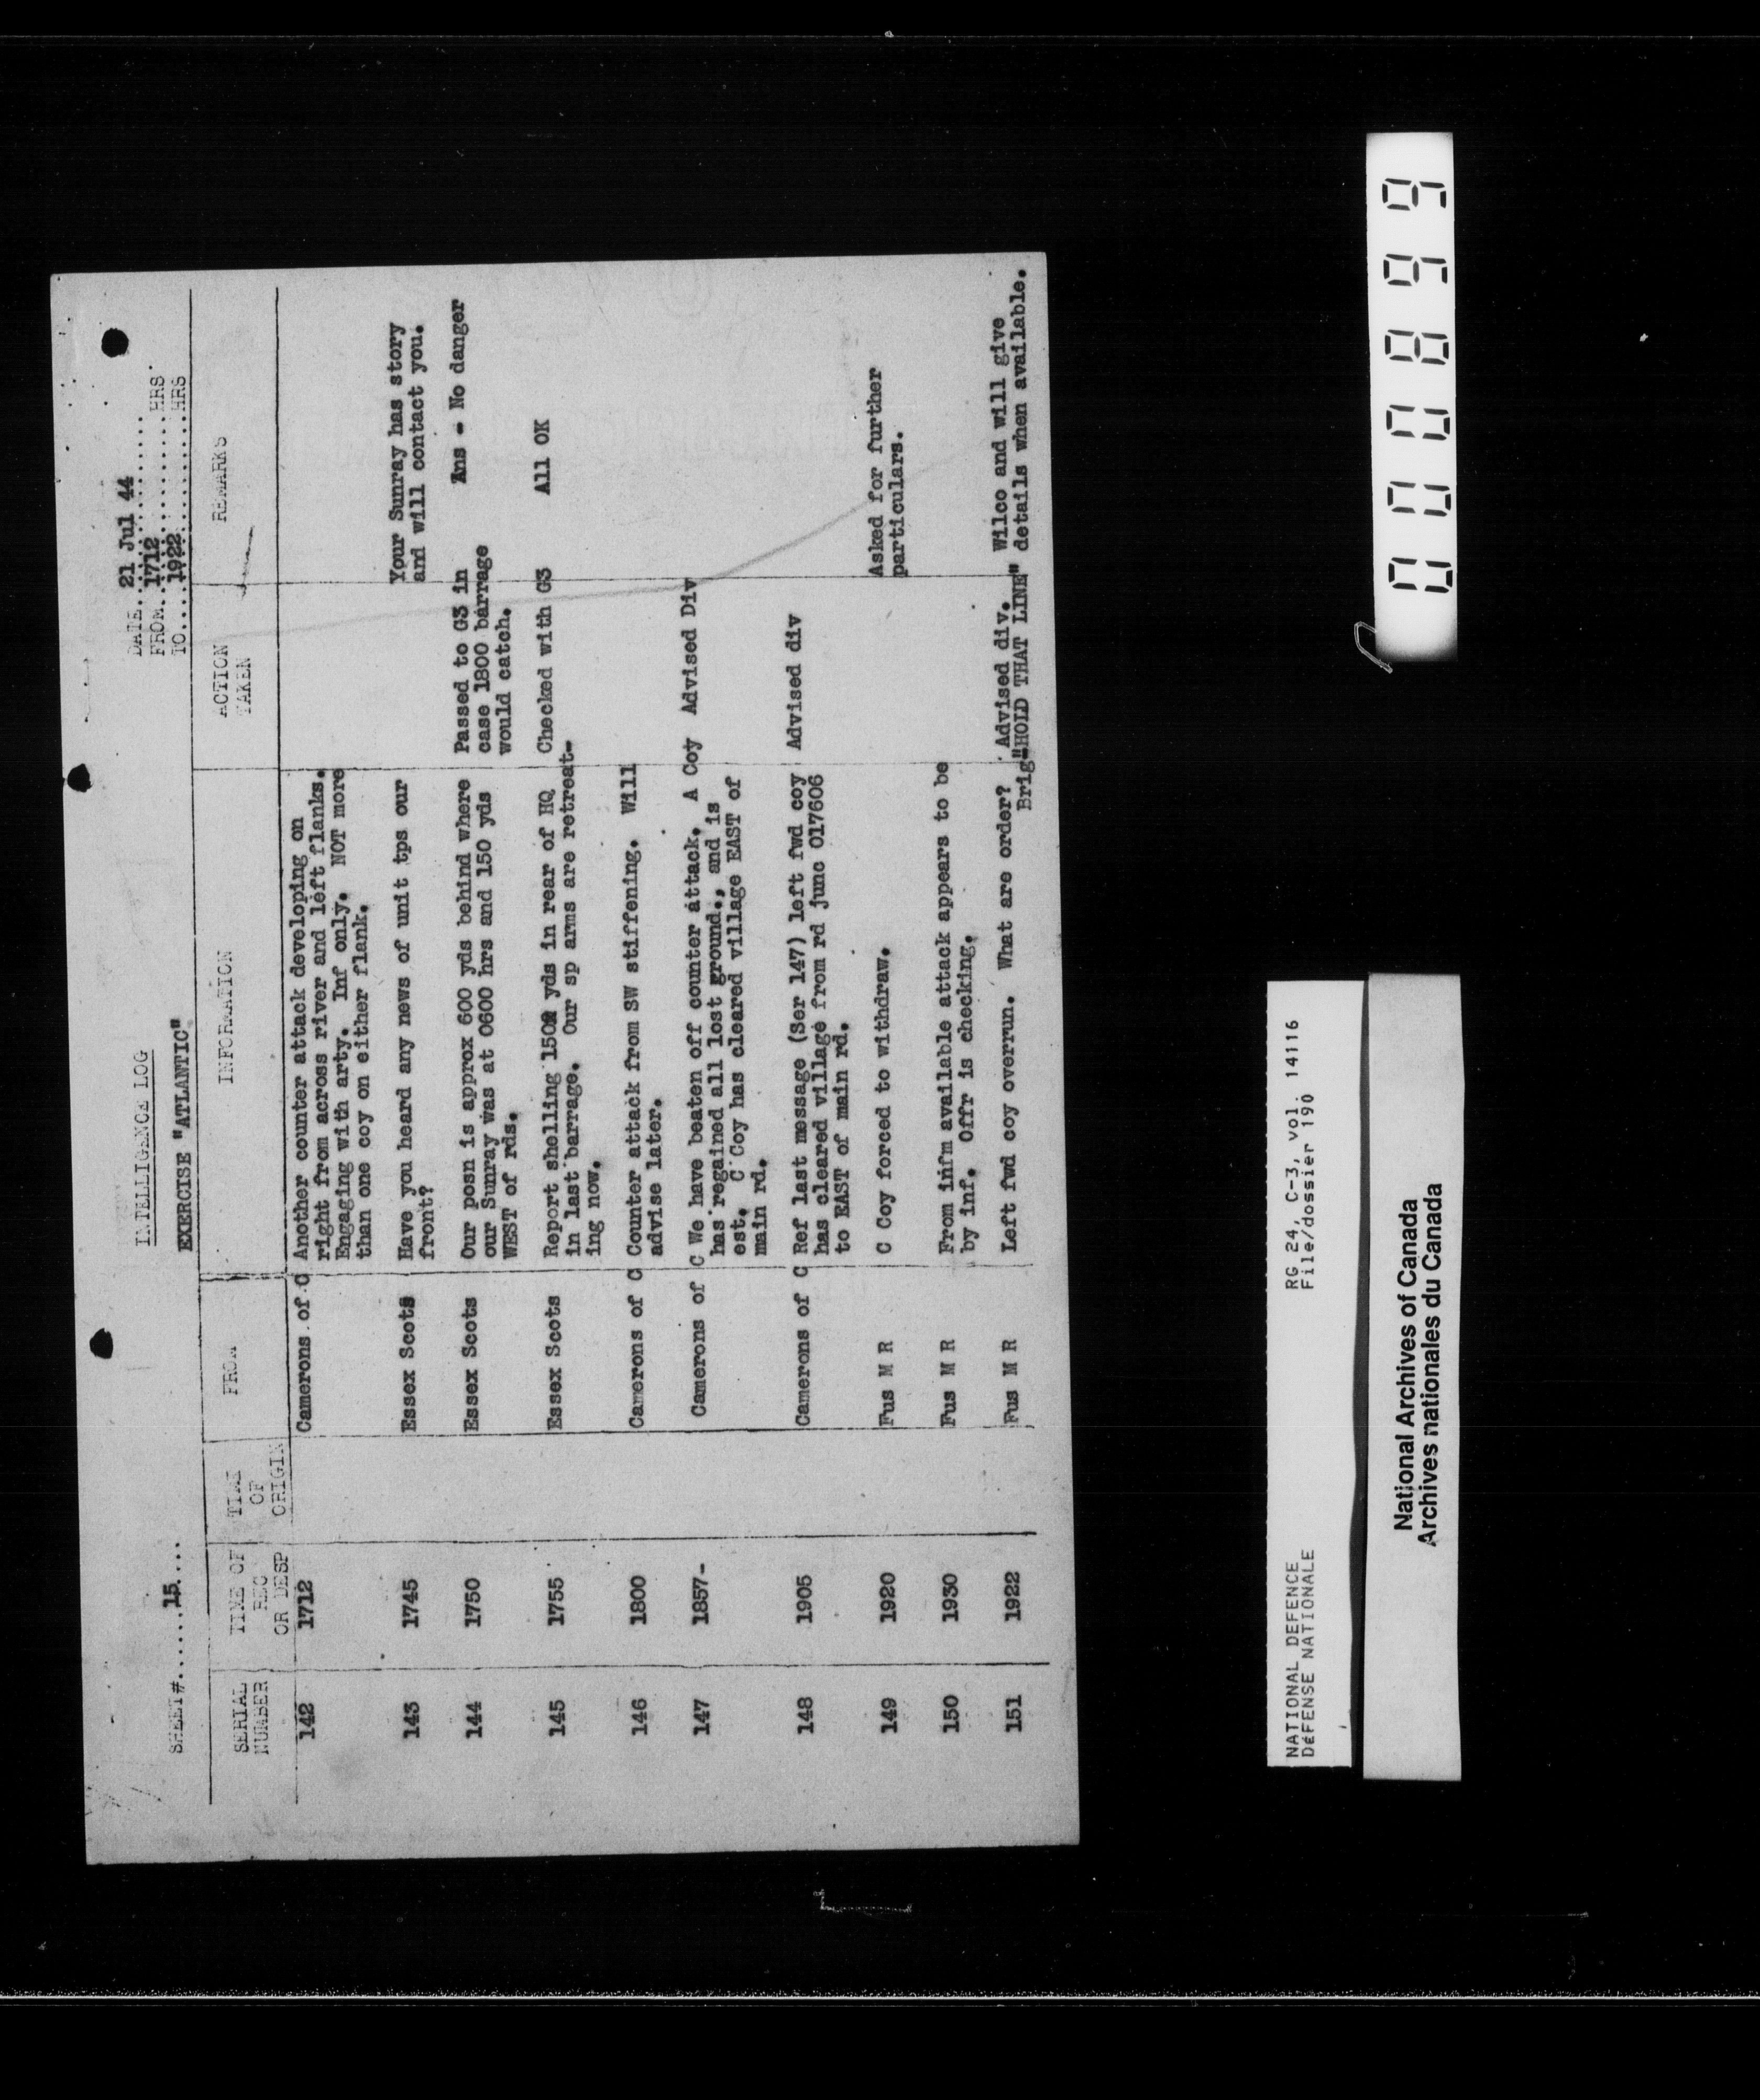 INTELLIGENCE LOG
DATE..21 Jul 44
FROM..1712..........HRS
TO....1922..........HRS
SHEET#......15....
EXERCISE "ATLANTIC"
SERIAL NUMBER
TIME OF REC OR DESP
TIME OF ORIGIN
FROM
INFORMATION
ACTION TAKEN
REMARKS
142 1712 Camerons of C Another counter attack developing on
right from across river and left flanks.
Engaging with arty. Inf only. NOT more
than one coy on either flank.
143 1745 Essex Scots Have you heard any news of unit tps our
front?
Your Sunray has story
and will contact you.
144 1750 Essex Scots Our posn is approx 600 yds behind where
our Sunray was at 0600 hrs and 150 yds
WEST of rds.
Passed to G3 in
case 1800 barrage
would catch.
Ans - No danger
145 1755 Essex Scots Report shelling 1500 yds in rear of HQ
in last barrage. Our sp arms are retreat-
ing now.
Checked with G3
All OK
146 1800 Camerons of C Counter attack from SW stiffening. Will
advise later.
147 1857- Camerons of C We have beaten off counter attack. A Coy
has regained all lost ground., and is
est. C Coy has cleared village EAST of
main rd.
Advised Div
148 1905 Camerons of C Ref last message (Ser 147) left fwd coy
has cleared village from rd junc 017606
to EAST of main rd.
Advised div
149 1920 Fus M R C Coy forced to withdraw.
Asked for further
particulars.
150 1930 Fus M R From infm available attack appears to be
by inf. Offr is checking.
151 1922 Fus M R Left fwd coy overrun. What are order?
Advised div.
Brig-"HOLD THAT LINE"
Wilco and will give
details when available.
NATIONAL DEFENCE RG 24, C-3, vol. 14116
DÉFENSE NATIONALE File/dossier 190
National Archives of Canada
Archives nationales du Canada
000899